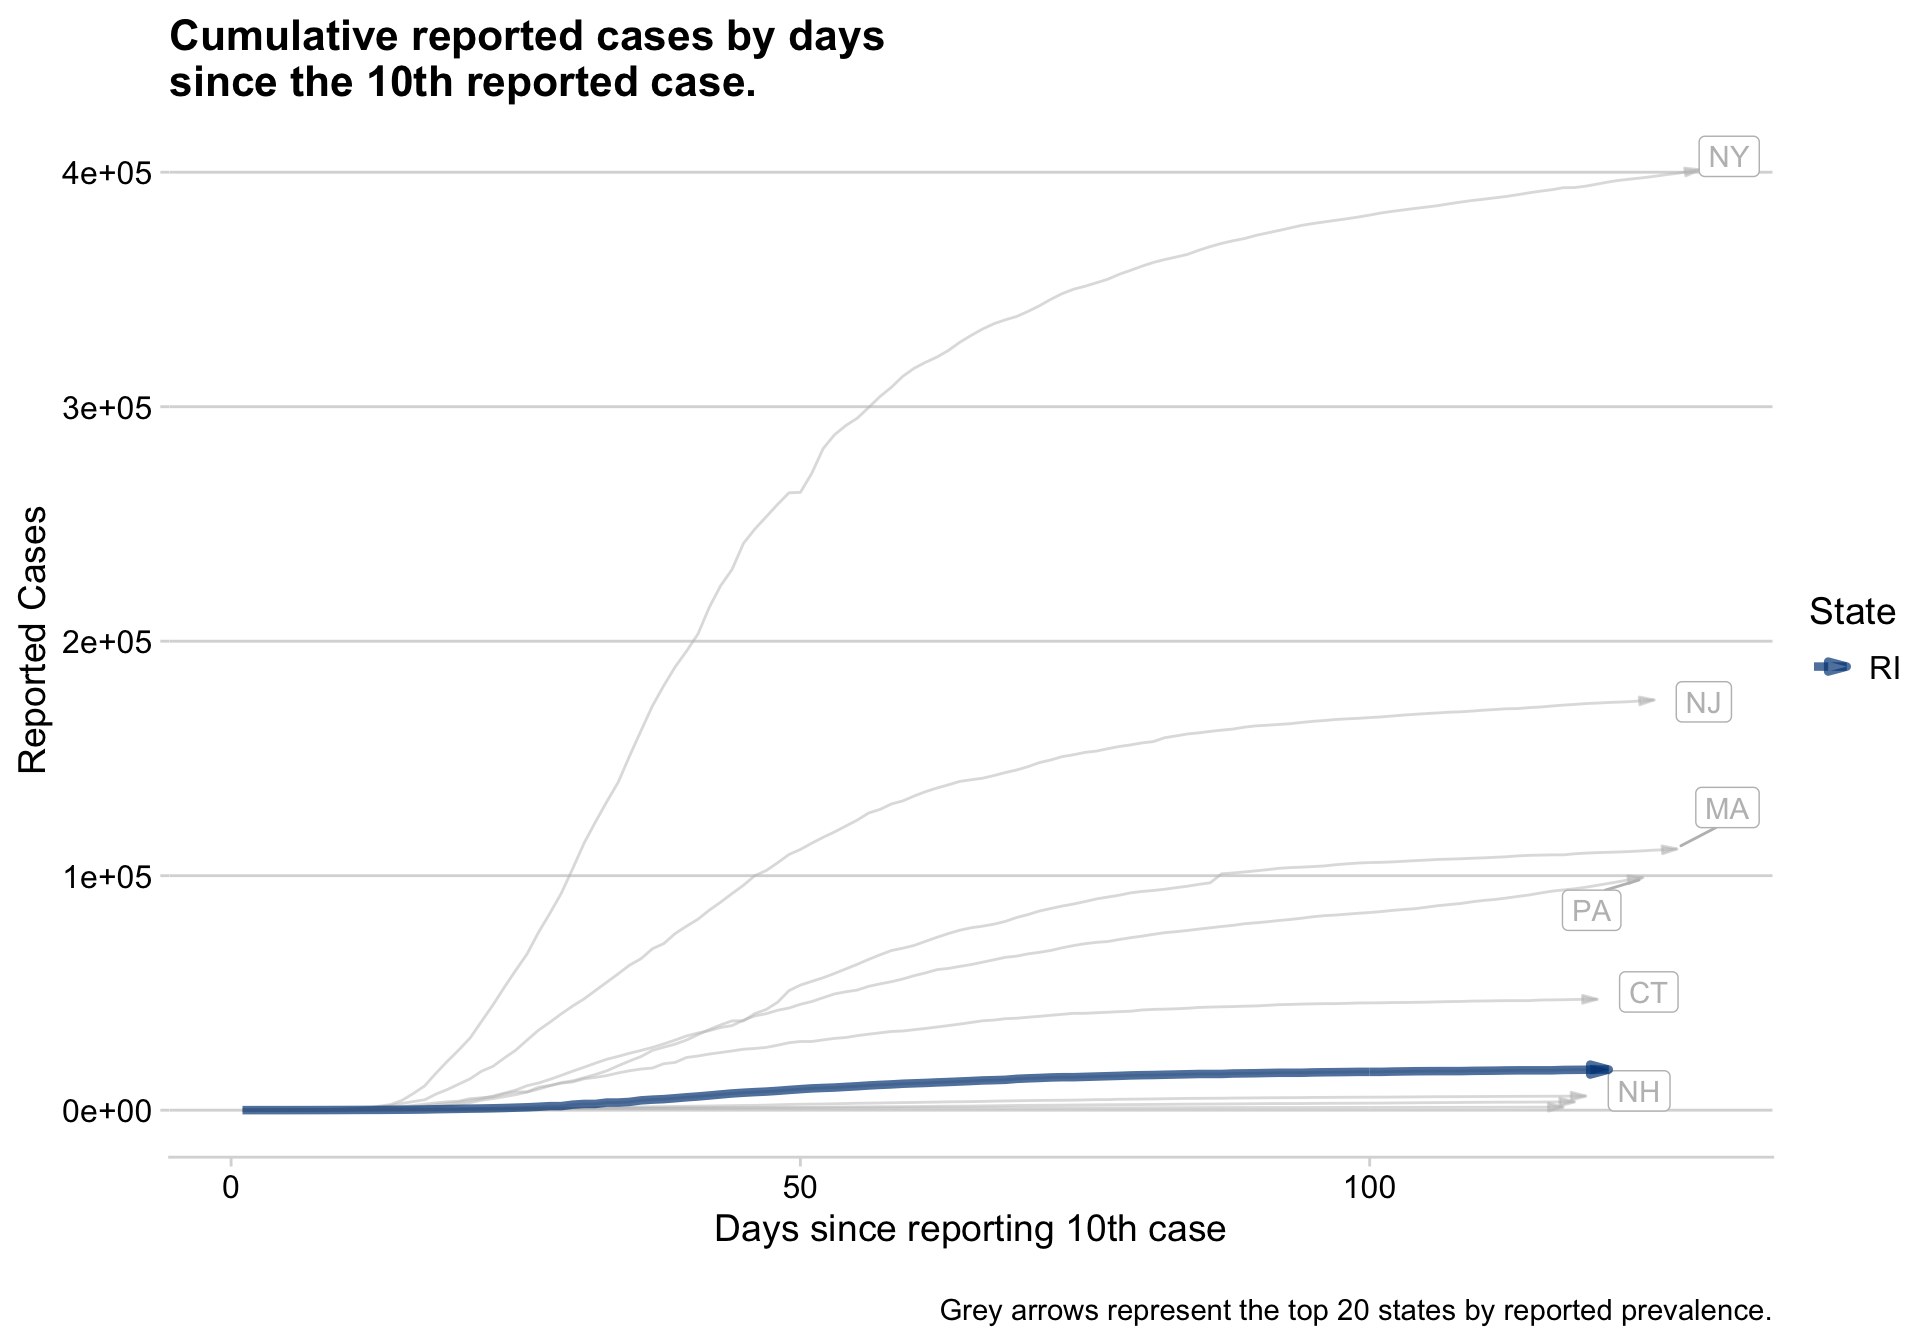 Cumulative reported cases by days
since the 10th reported case.
4e+05
3e+05
2e+05
1e+05
0e+00
Reported Cases
NY
NJ
MA
PA
CT
NH
State
RI
0
50
100
Days since reporting 10th case
Grey arrows represent the top 20 states by reported prevalence.